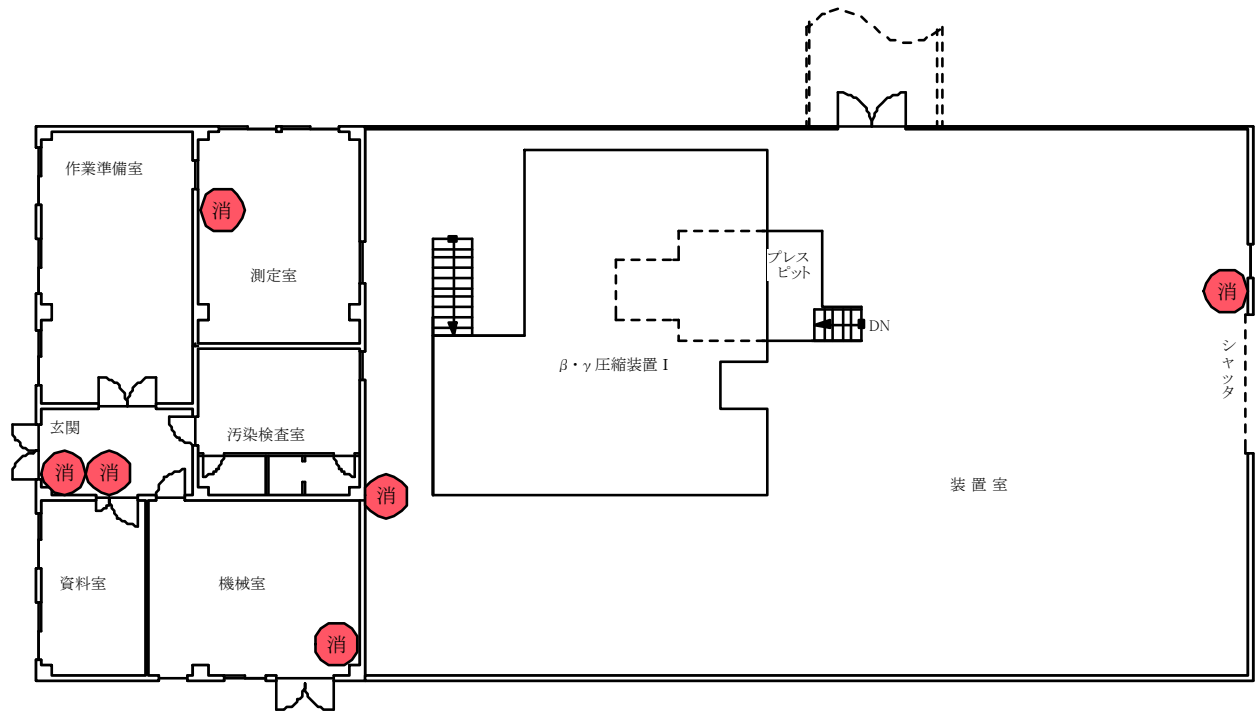 作業準備室
消
測定室
プレス
ピット
消
DN
シャッタ
β・γ 圧縮装置 I
玄関
汚染検査室
消
消
消
装 置 室
資料室
機械室
消